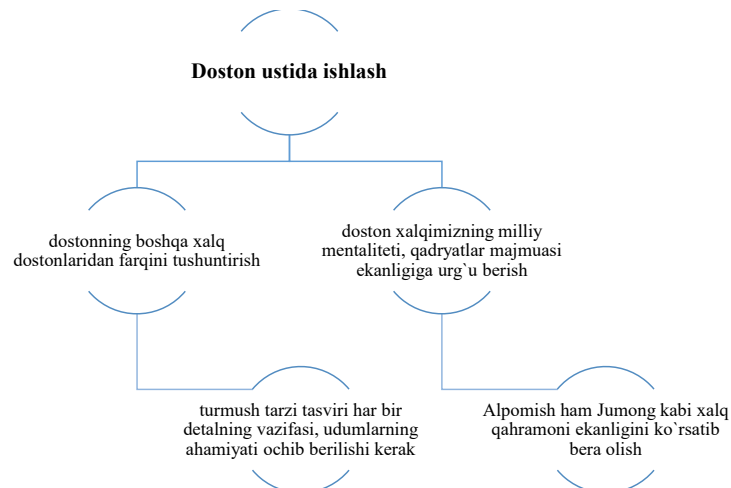 Doston ustida ishlash
dostonning boshqa xalq
dostonlaridan farqini tushuntirish
doston xalqimizning milliy
mentaliteti, qadryatlar majmuasi
ekanligiga urg`u berish
turmush tarzi tasviri har bir
detalning vazifasi, udumlarning
ahamiyati ochib berilishi kerak
Alpomish ham Jumong kabi xalq
qahramoni ekanligini ko`rsatib
bera olish